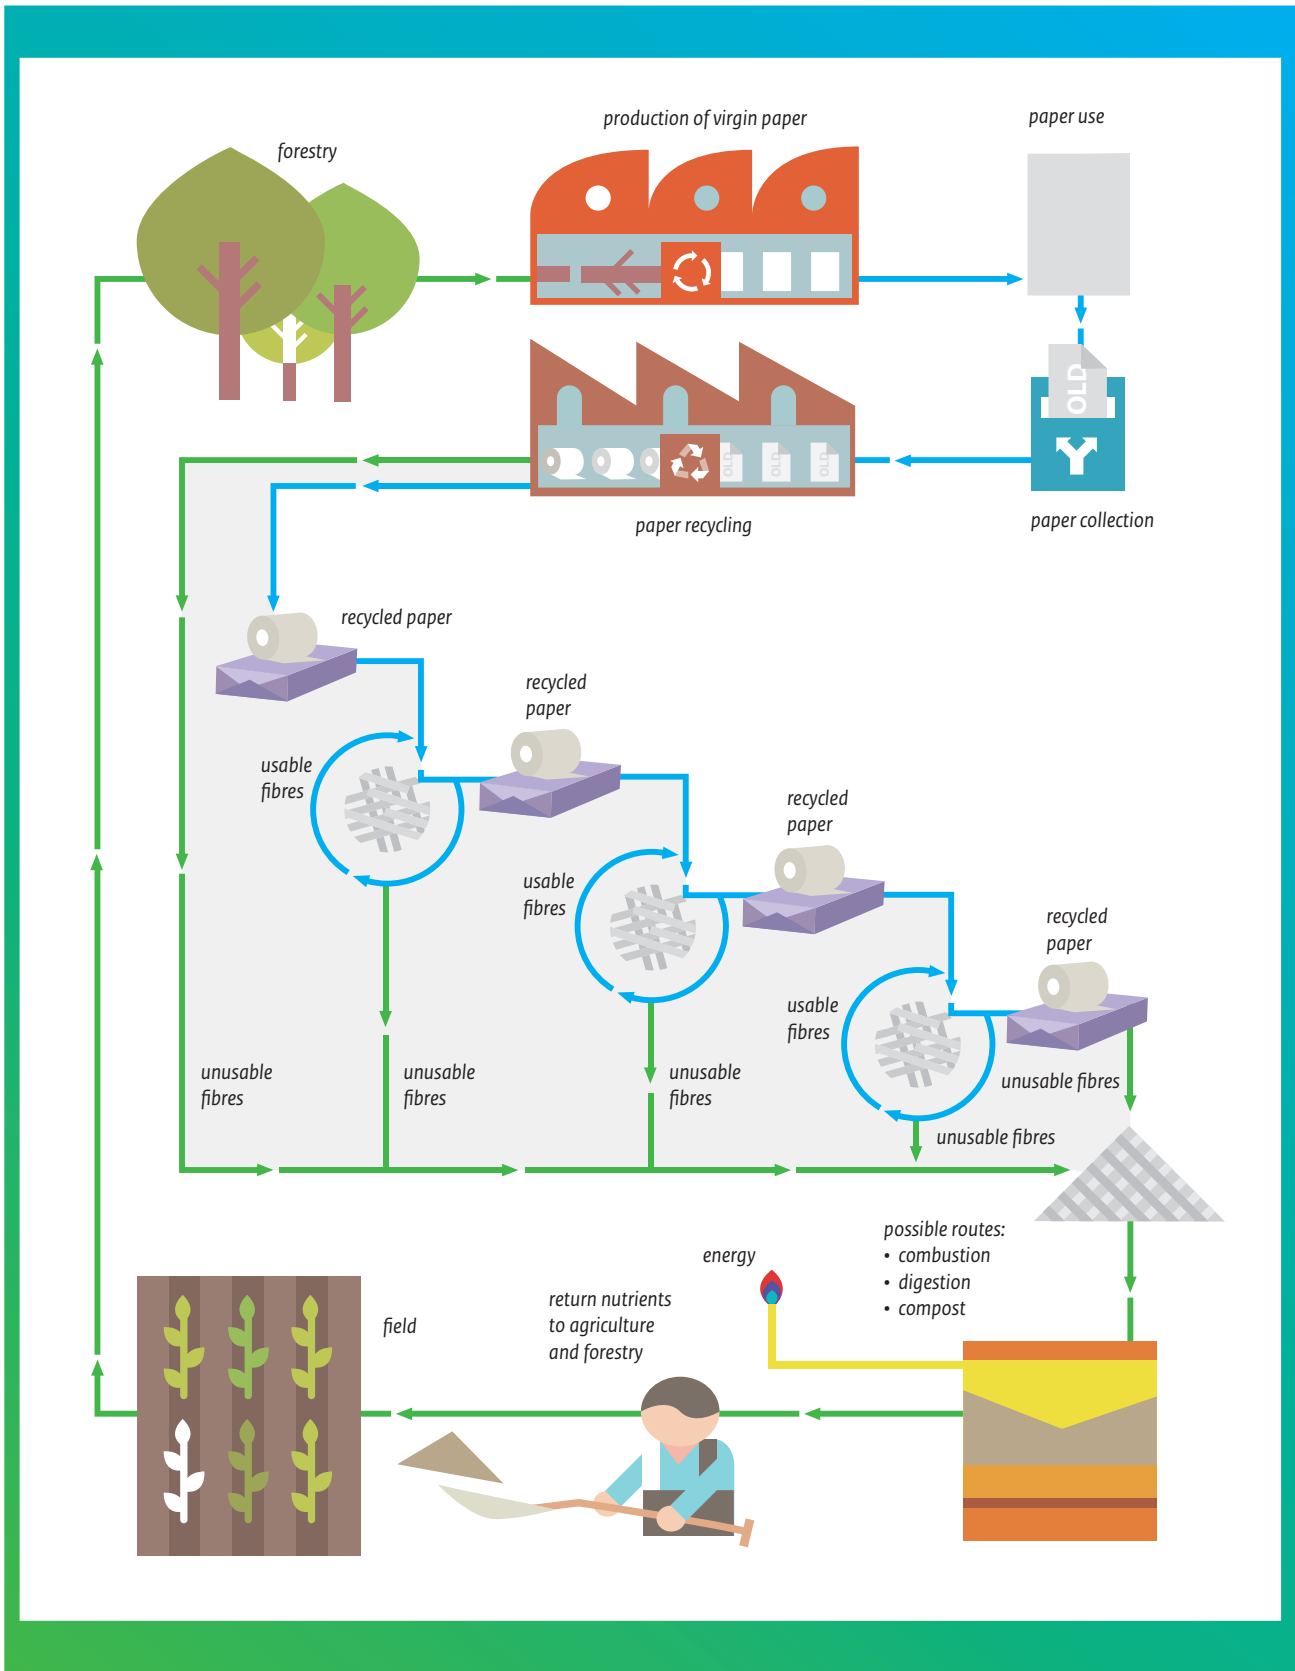 production of virgin paper
paper use
forestry
OLD
OLD
OLD
OLD
paper recycling
paper collection
recycled paper
recycled
paper
usable
fibres
recycled
paper
usable
fibres
recycled
paper
usable
fibres
unusable
fibres
unusable
fibres
unusable
fibres
unusable fibres
unusable fibres
possible routes:
• combustion
• digestion
• compost
energy
return nutrients
to agriculture
and forestry
field